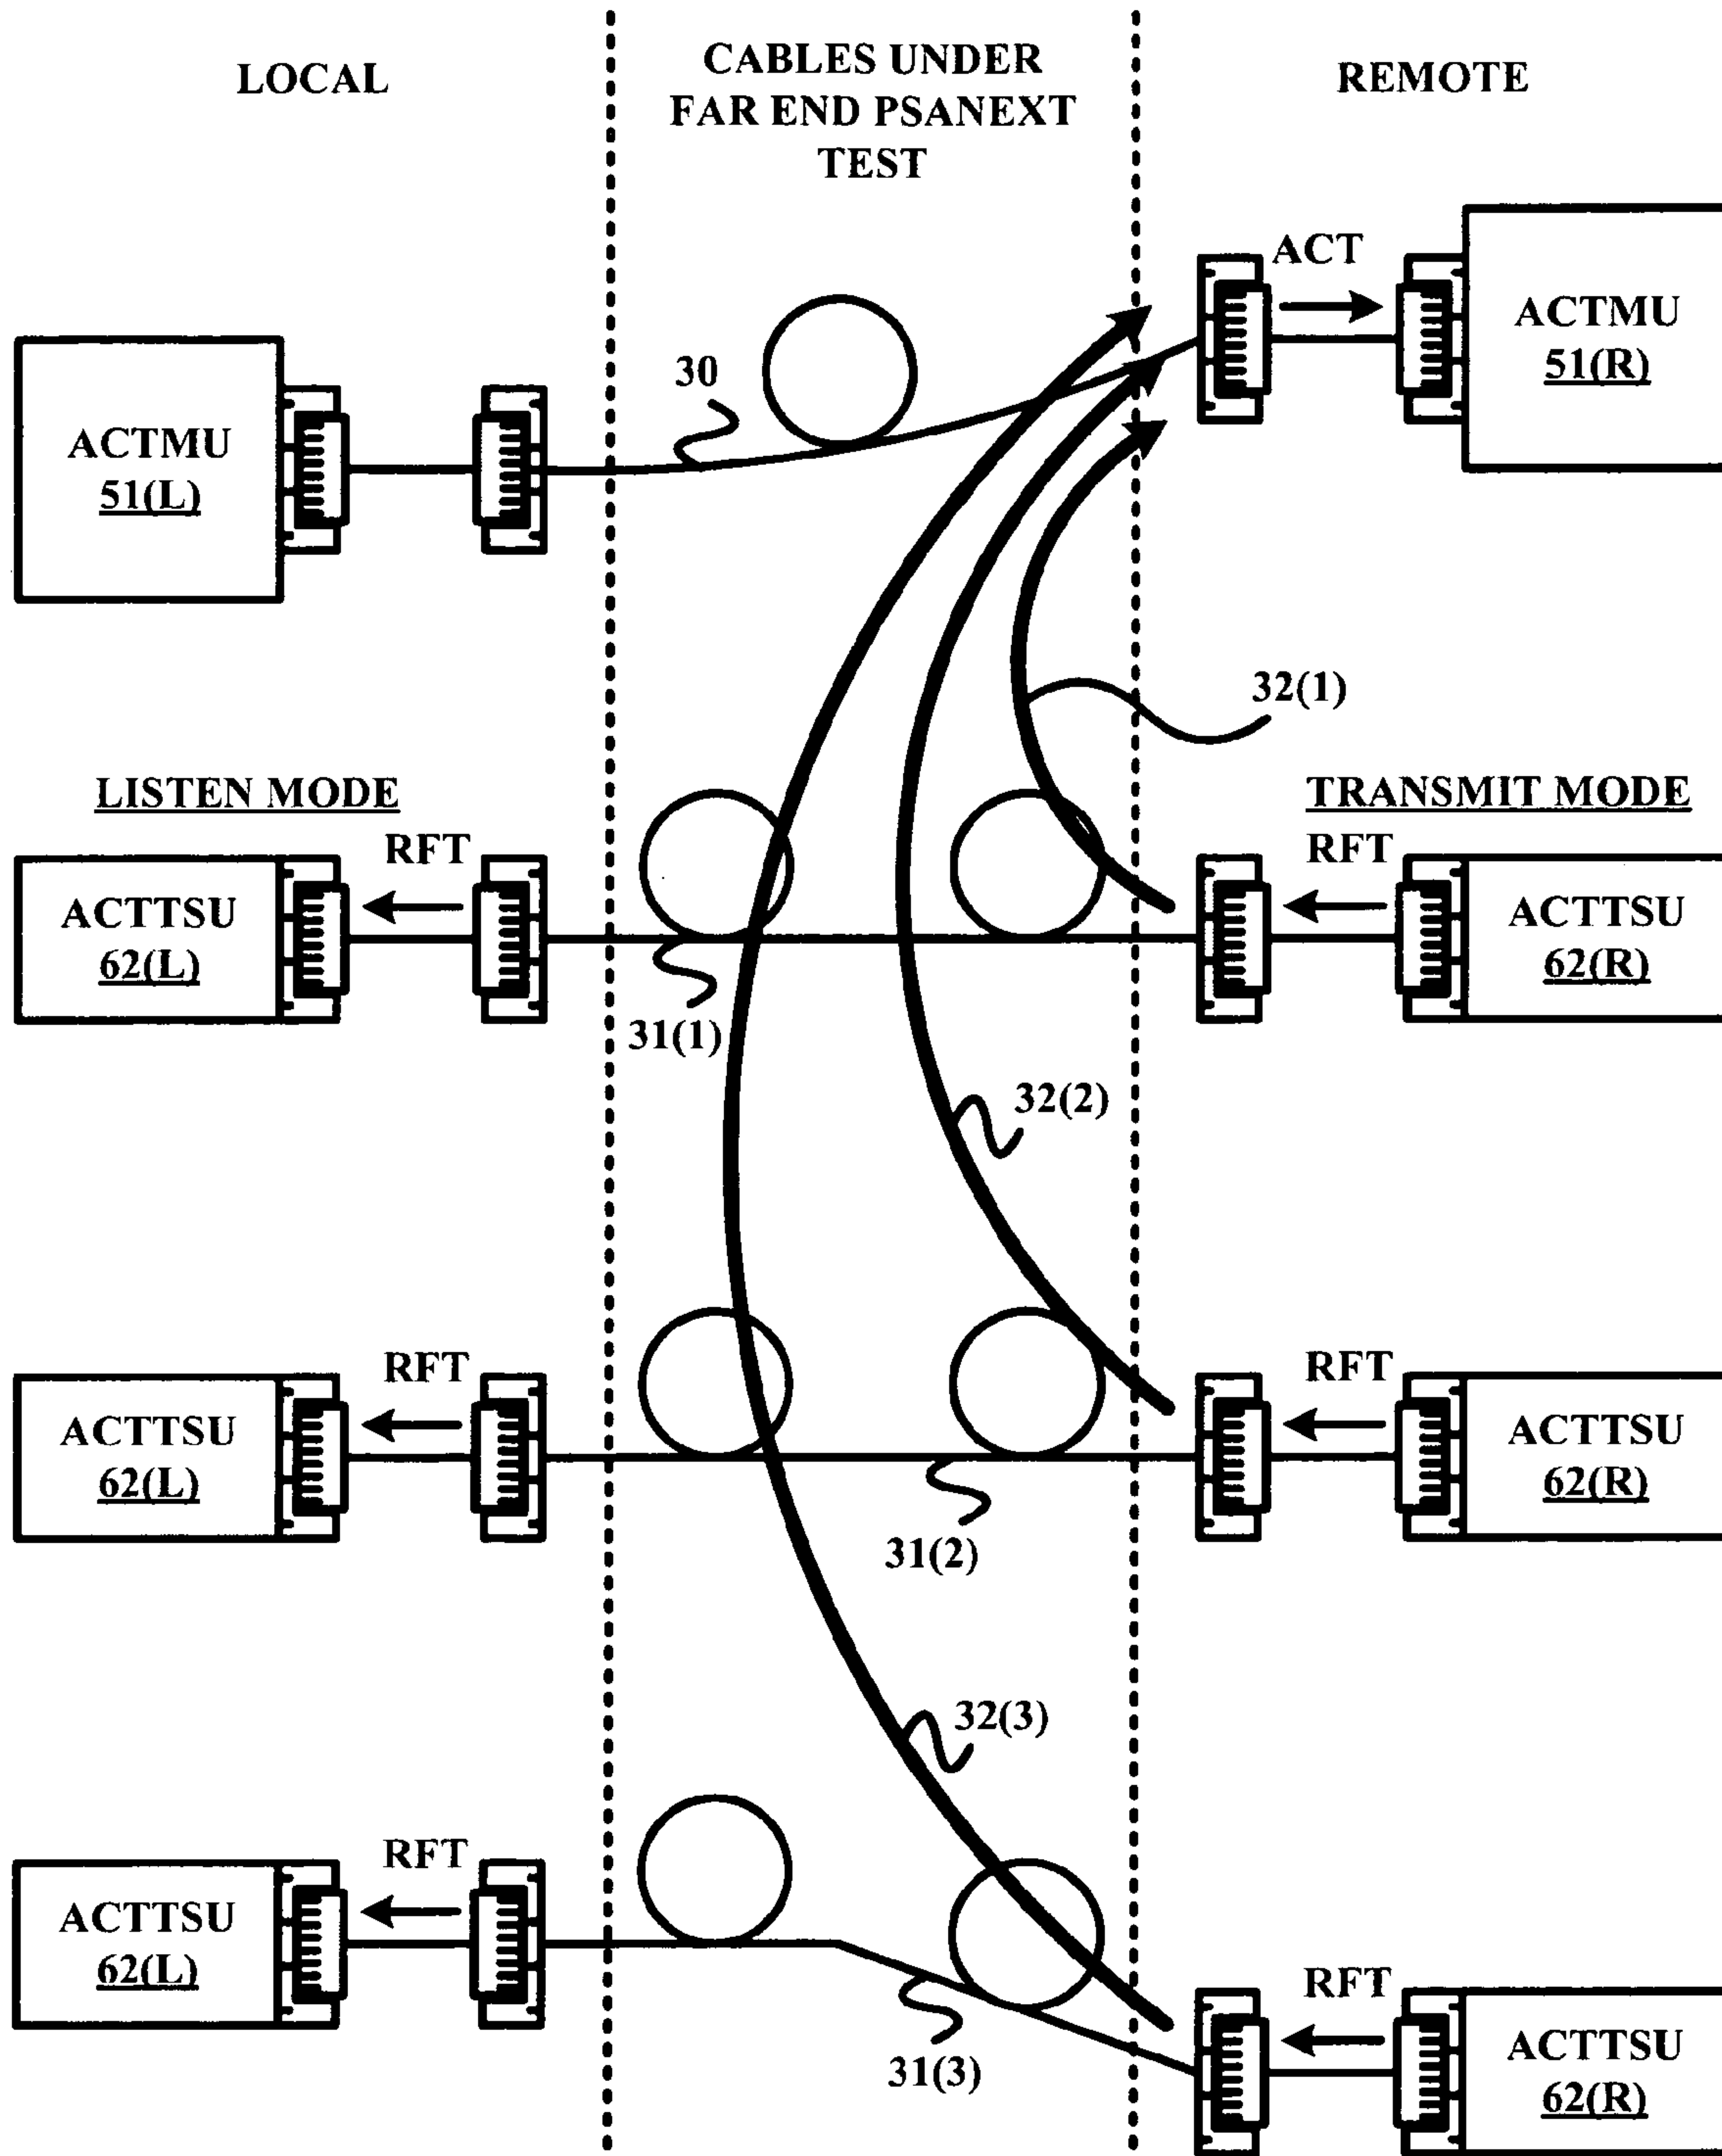 LOCAL
CABLES UNDER
FAR END PSANEXT
TEST
REMOTE
ACT
ACTMU
51(R)
30
ACTMU
51(L)
32(1)
LISTEN MODE
TRANSMIT MODE
RFT
RFT
ACTTSU
62(L)
ACTTSU
62(R)
31(1)
32(2)
RFT
RFT
ACTTSU
62(L)
ACTTSU
62(R)
31(2)
32(3)
RFT
ACTTSU
62(L)
RFT
31(3)
ACTTSU
62(R)